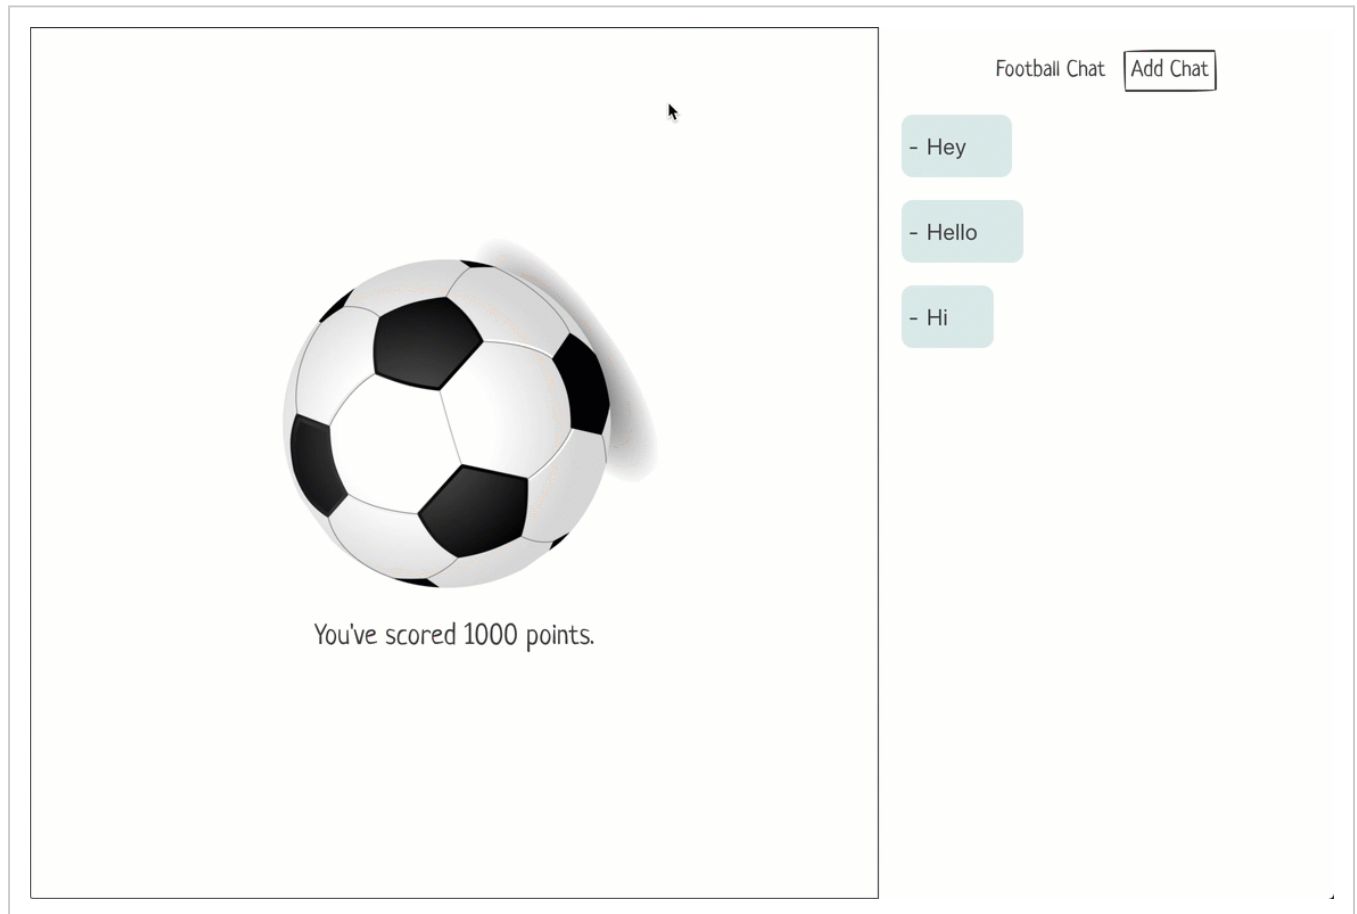 Football Chat Add Chat
- Hey
- Hello
- Hi
You've scored 1000 points.